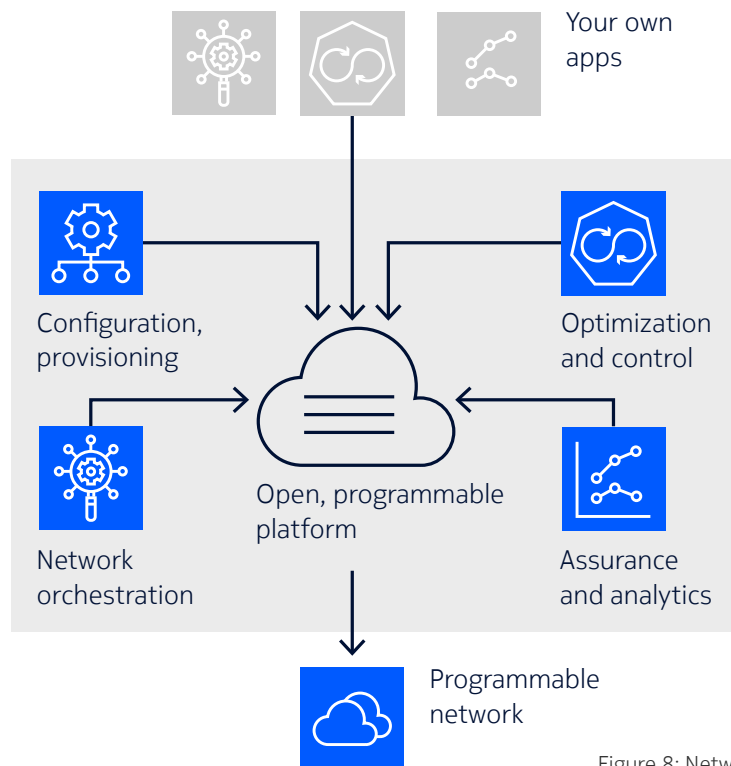 Your own
apps
Configuration,
provisioning
Optimization
and control
Open, programmable
platform
Network
orchestration
Assurance
and analytics
Programmable
network
Figure 8: